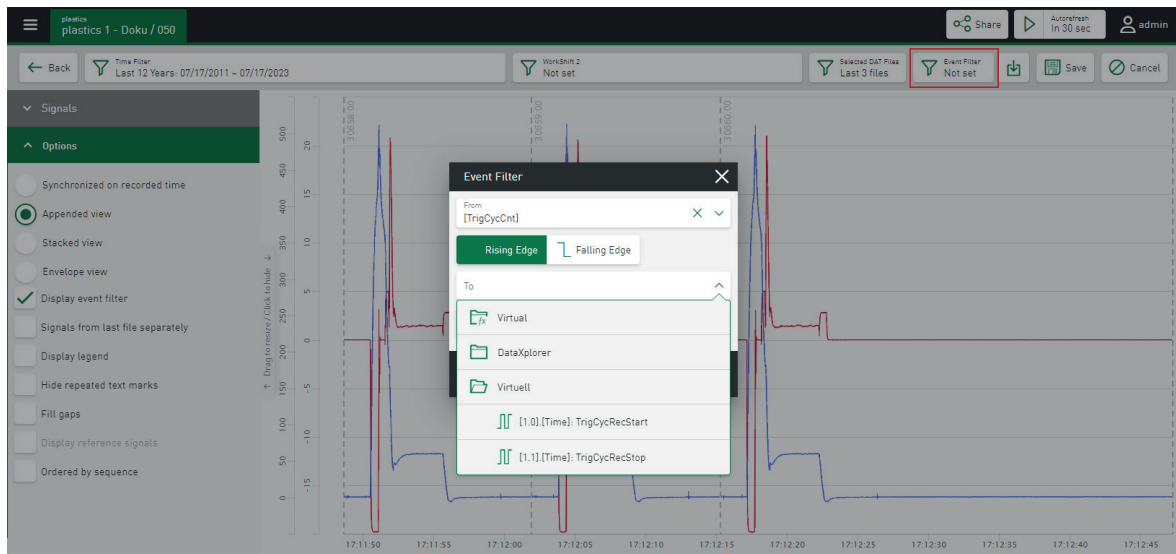 plastics
plastics 1 - Doku / 050
Share
Autorefresh
In 30 sec
admin
Back
Time Filter
Last 12 Years: 07/17/2011 – 07/17/2023
WorkShift 2
Not set
Selected DAT Files
Last 3 files
Event Filter
Not set
Save
Cancel
Signals
Options
Synchronized on recorded time
Appended view
Stacked view
Envelope view
Display event filter
Signals from last file separately
Display legend
Hide repeated text marks
Fill gaps
Display reference signals
Ordered by sequence
← Drag to resize / Click to hide →
500
450
400
350
300
250
200
150
100
50
0
20
15
10
5
0
-5
-10
-15
30658.00
30659.00
30660.00
Event Filter
From
[TrigCycCnt]
Rising Edge
Falling Edge
To
Virtual
DataXplorer
Virtuell
[1.0].[Time]: TrigCycRecStart
[1.1].[Time]: TrigCycRecStop
17:11:50
17:11:55
17:12:00
17:12:05
17:12:10
17:12:15
17:12:20
17:12:25
17:12:30
17:12:35
17:12:40
17:12:45